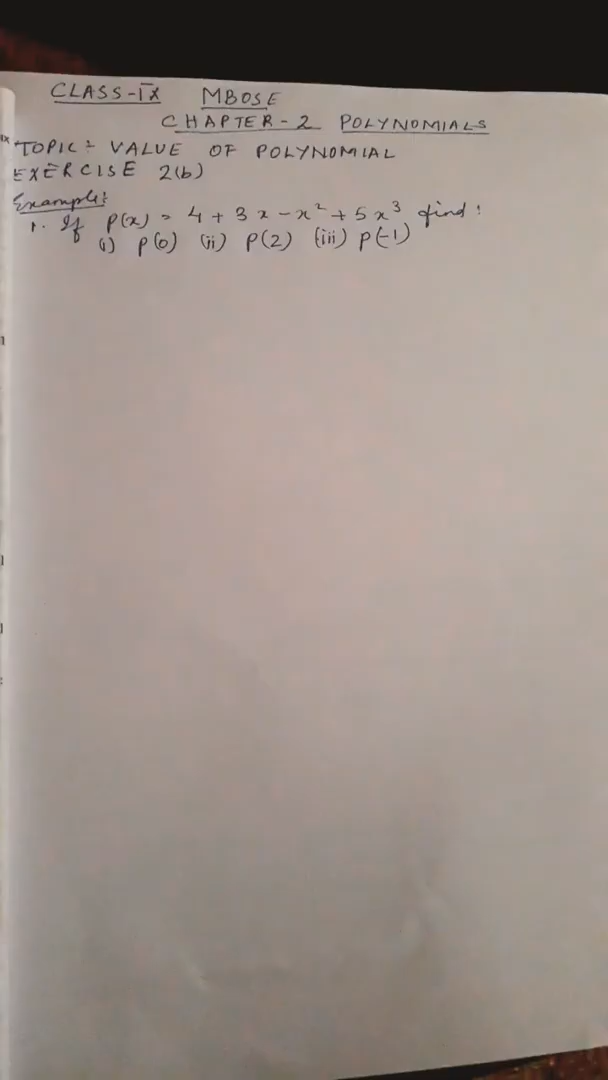 CLASS-IX MBOSE
CHAPTER-2 POLYNOMIALS
TOPIC: VALUE OF POLYNOMIAL
EXERCISE 2(b)
Example:
1. If p(x) = 4 + 3x - x² + 5x³ find:
(i) p(0) (ii) p(2) (iii) p(-1)